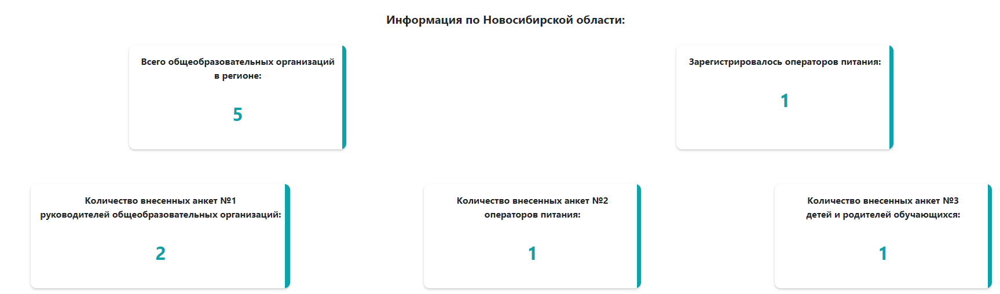 Информация по Новосибирской области:
Всего общеобразовательных организаций
в регионе:
5
Зарегистрировалось операторов питания:
1
Количество внесенных анкет №1
руководителей общеобразовательных организаций:
2
Количество внесенных анкет №2
операторов питания:
1
Количество внесенных анкет №3
детей и родителей обучающихся:
1